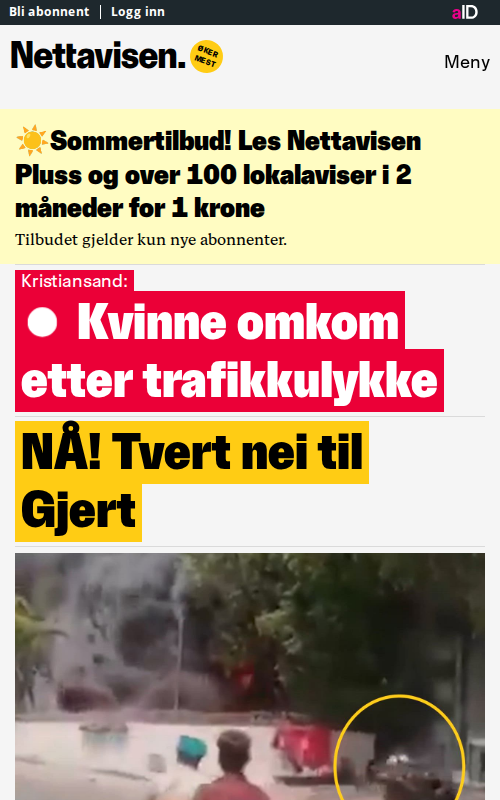 Bli abonnent | Logg inn
aID
Nettavisen.
ØKER
MEST
Meny
☀️Sommertilbud! Les Nettavisen
Pluss og over 100 lokalaviser i 2
måneder for 1 krone
Tilbudet gjelder kun nye abonnenter.
Kristiansand:
Kvinne omkom
etter trafikkulykke
NÅ! Tvert nei til
Gjert